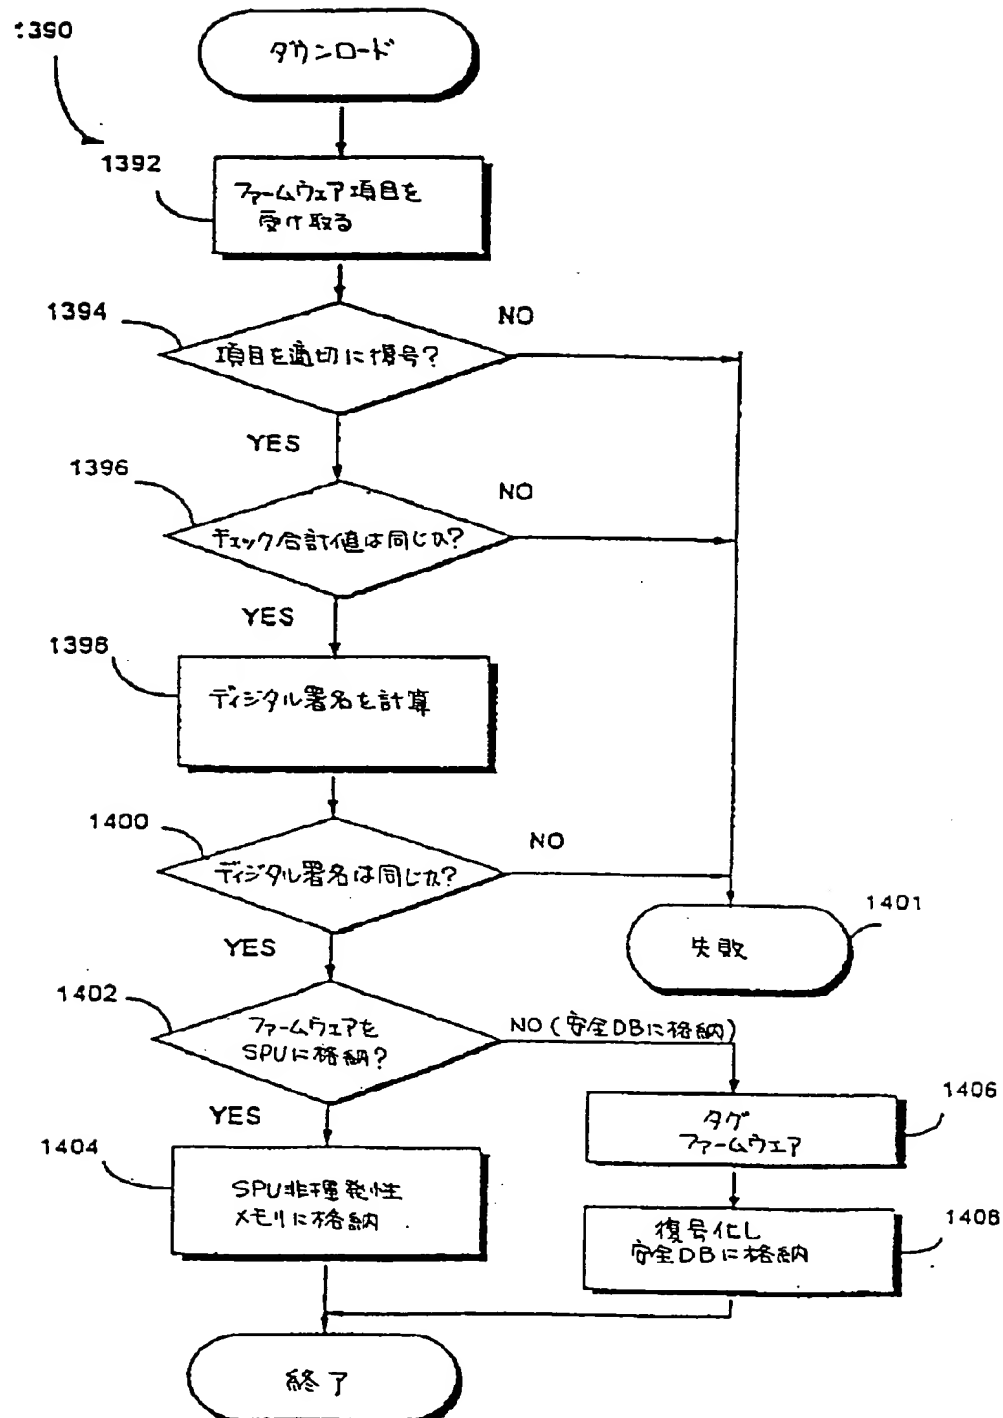 1390
ダウンロード
1392
ファームウェア項目を
受け取る
1394
項目を適切に復号?
NO
YES
1396
チェック合計値は同じか?
NO
YES
1398
ディジタル署名を計算
1400
ディジタル署名は同じか?
NO
YES
1401
失敗
1402
ファームウェアを
SPUに格納?
NO(安全DBに格納)
YES
1404
SPU非揮発性
メモリに格納
1406
タグ
ファームウェア
1408
復号化し
安全DBに格納
終了